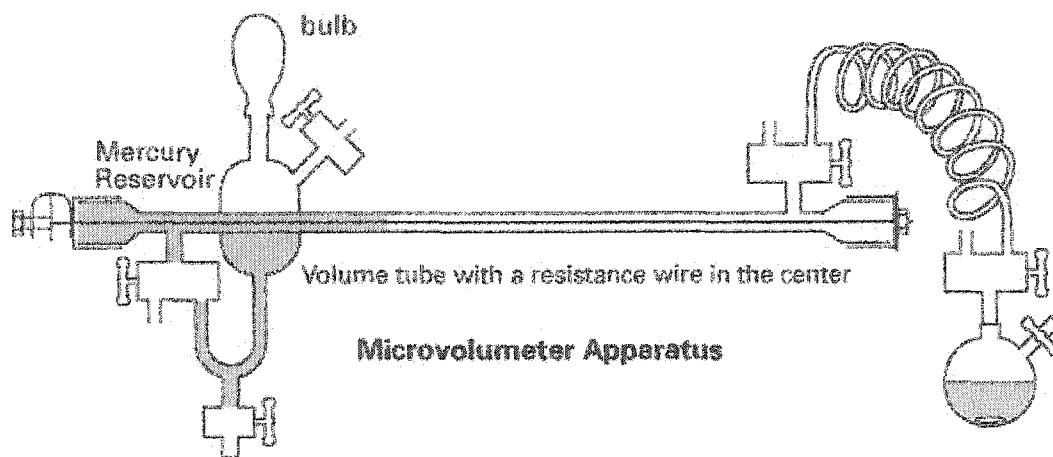 bulb
Mercury
Reservoir
Volume tube with a resistance wire in the center
Microvolumeter Apparatus